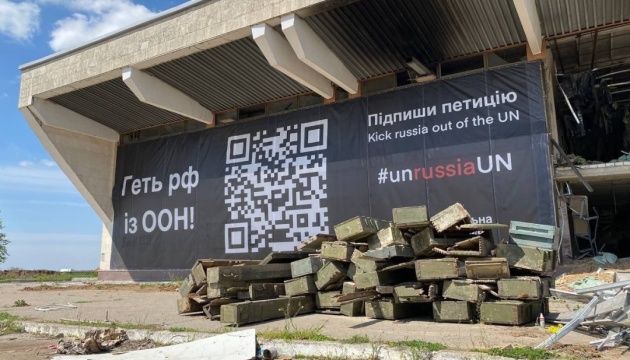 Геть рф
із ООН!
Підпиши петицію
Kick russia out of the UN
#unrussiaUN